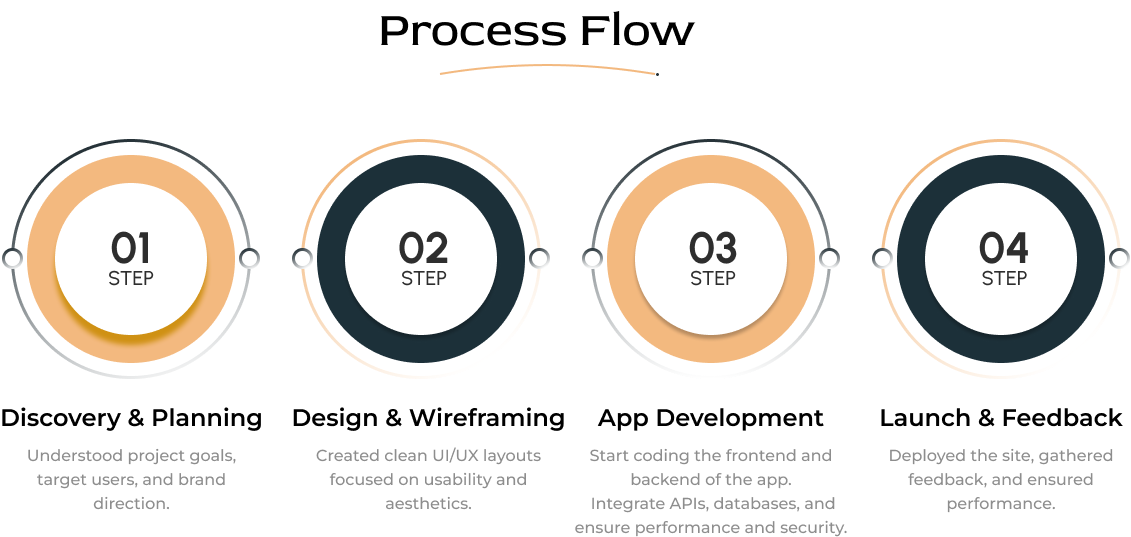 Process Flow
01
STEP
Discovery & Planning
Understood project goals,
target users, and brand
direction.
02
STEP
Design & Wireframing
Created clean UI/UX layouts
focused on usability and
aesthetics.
03
STEP
App Development
Start coding the frontend and
backend of the app.
Integrate APIs, databases, and
ensure performance and security.
04
STEP
Launch & Feedback
Deployed the site, gathered
feedback, and ensured
performance.